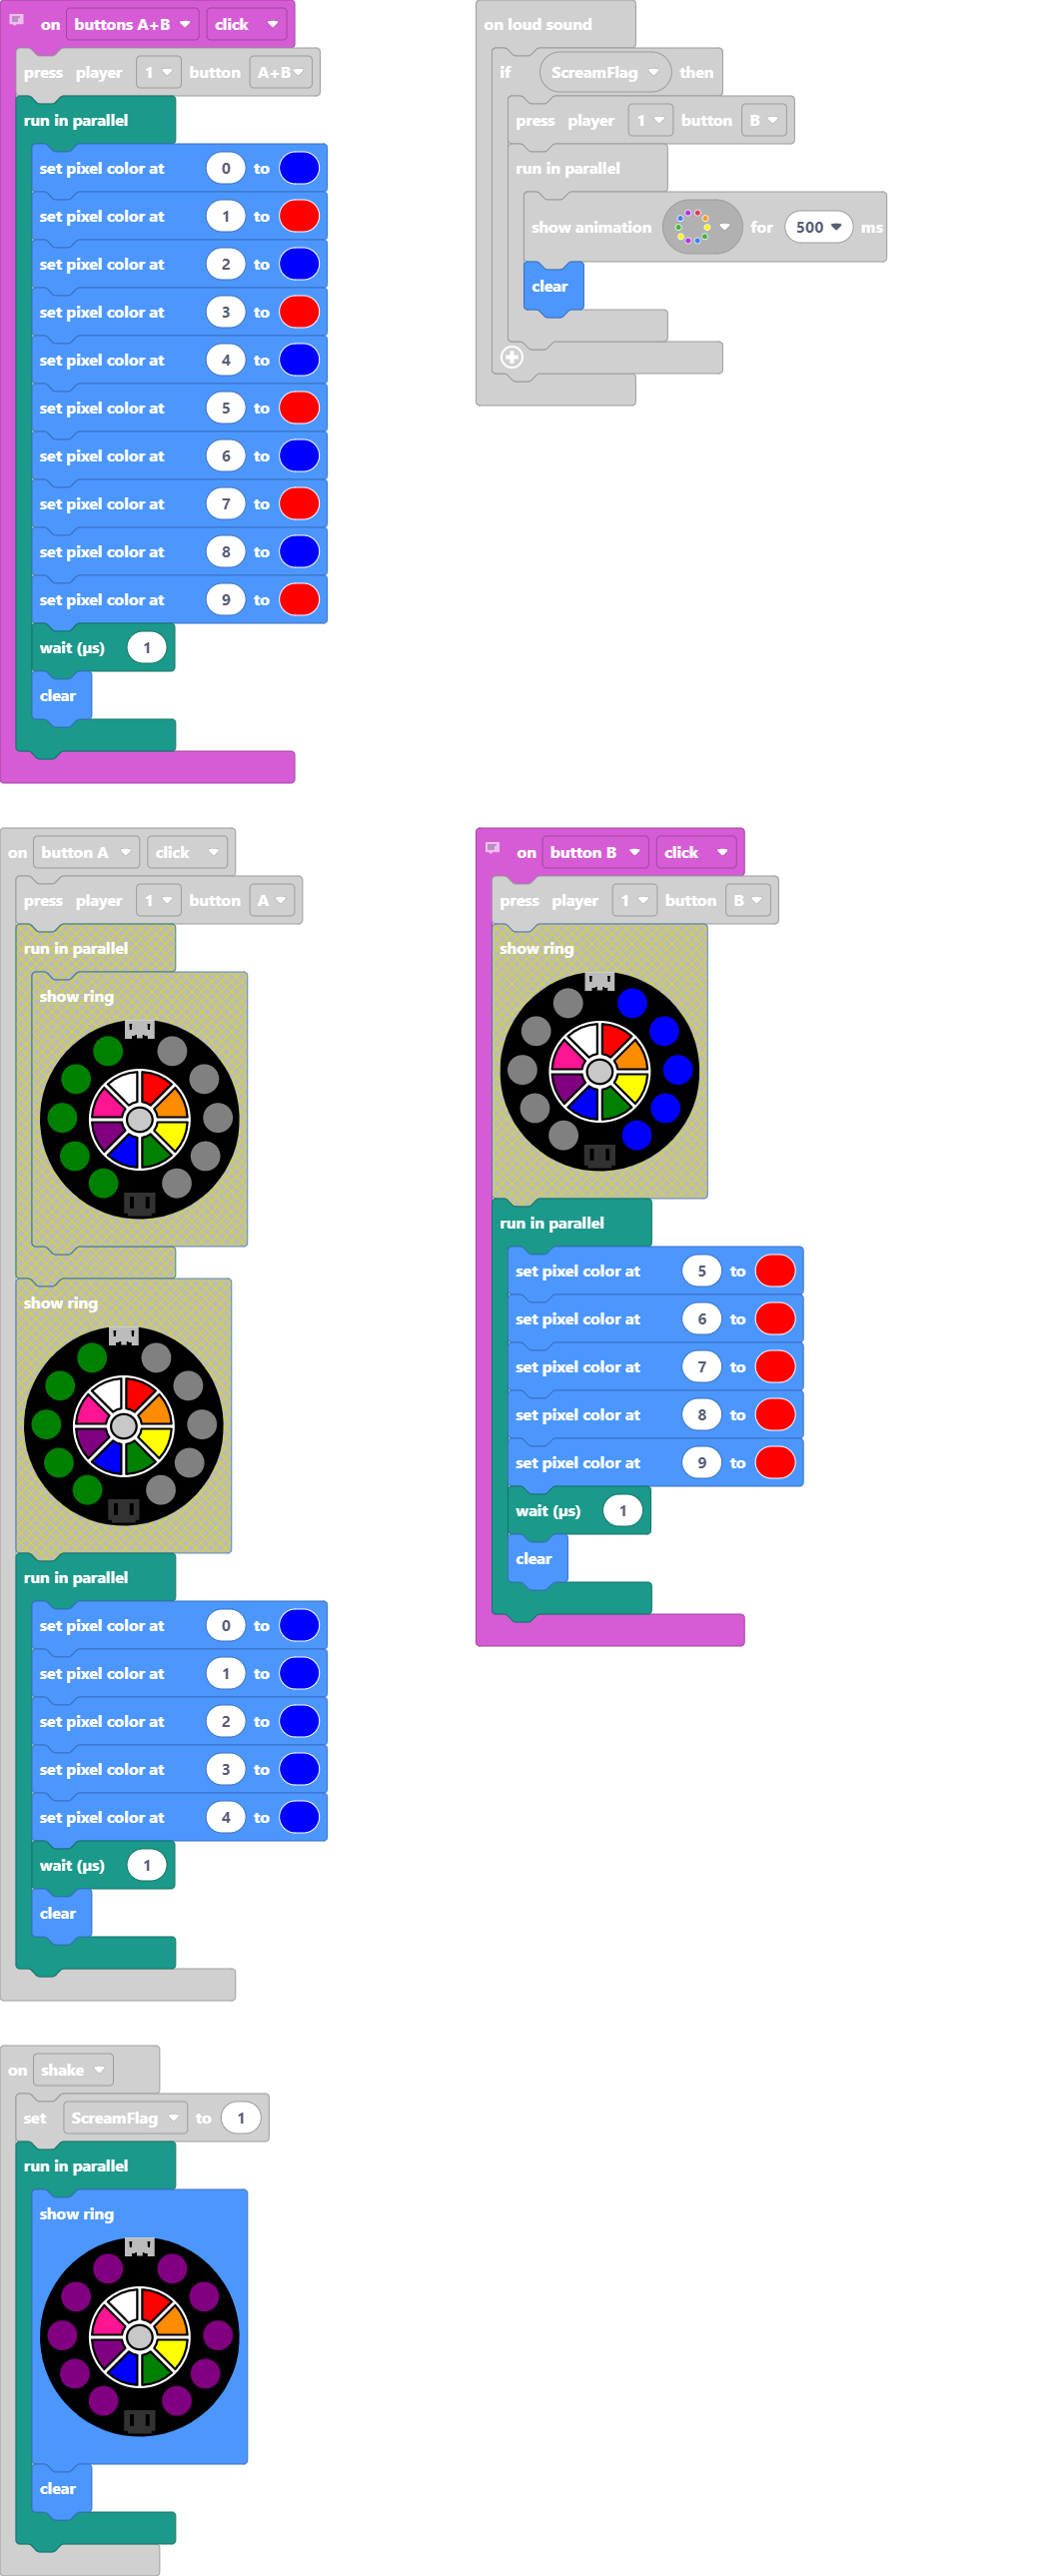 on buttons A+B click
press player 1 button A+B
run in parallel
set pixel color at 0 to
set pixel color at 1 to
set pixel color at 2 to
set pixel color at 3 to
set pixel color at 4 to
set pixel color at 5 to
set pixel color at 6 to
set pixel color at 7 to
set pixel color at 8 to
set pixel color at 9 to
wait (µs) 1
clear
on loud sound
if ScreamFlag then
press player 1 button B
run in parallel
show animation for 500 ms
clear
on button A click
press player 1 button A
run in parallel
show ring
show ring
run in parallel
set pixel color at 0 to
set pixel color at 1 to
set pixel color at 2 to
set pixel color at 3 to
set pixel color at 4 to
wait (µs) 1
clear
on button B click
press player 1 button B
show ring
run in parallel
set pixel color at 5 to
set pixel color at 6 to
set pixel color at 7 to
set pixel color at 8 to
set pixel color at 9 to
wait (µs) 1
clear
on shake
set ScreamFlag to 1
run in parallel
show ring
clear